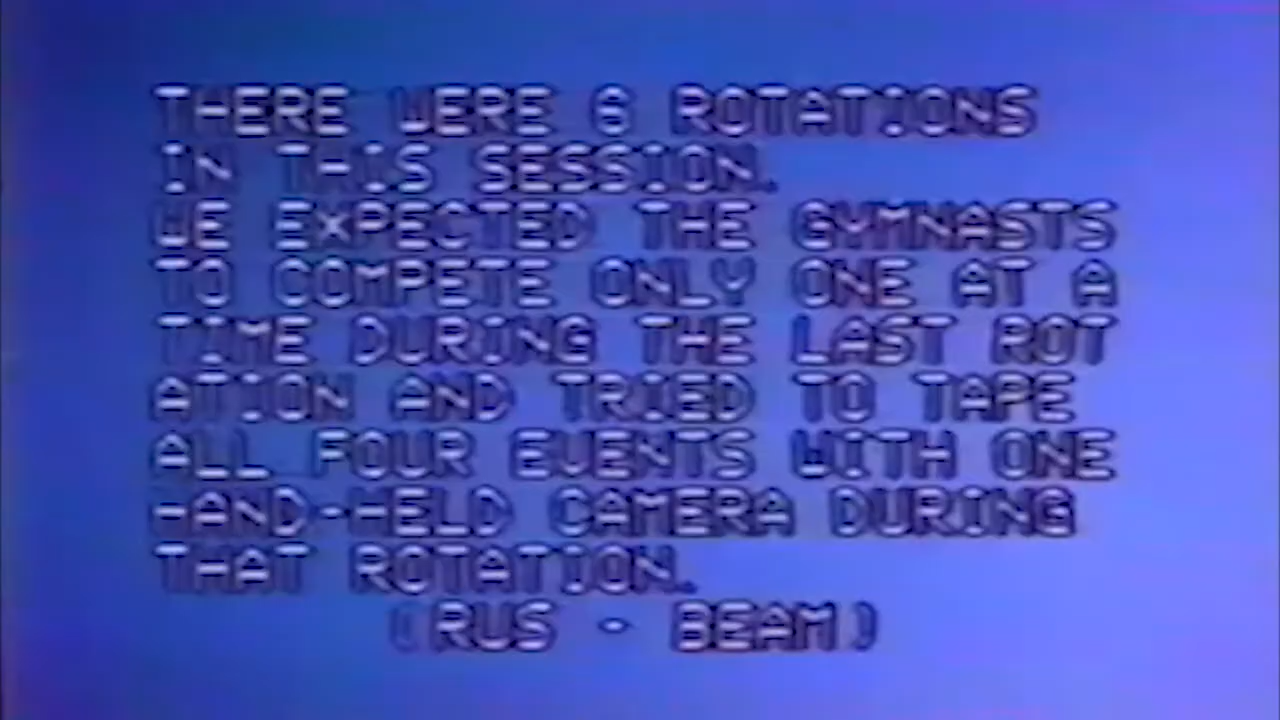 THERE WERE 6 ROTATIONS
IN THIS SESSION.
WE EXPECTED THE GYMNASTS
TO COMPETE ONLY ONE AT A
TIME DURING THE LAST ROT
ATION AND TRIED TO TAPE
ALL FOUR EVENTS WITH ONE
HAND-HELD CAMERA DURING
THAT ROTATION.
(RUS - BEAM)